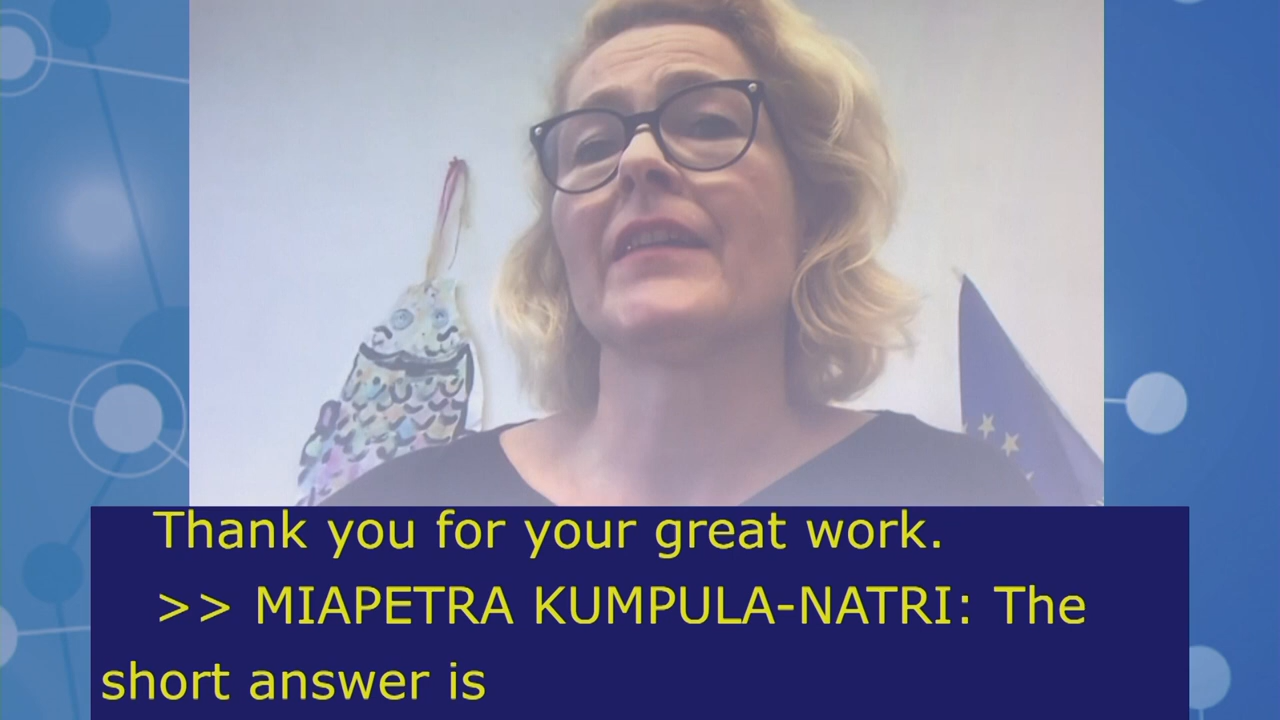 Thank you for your great work.
>> MIAPETRA KUMPULA-NATRI: The
short answer is